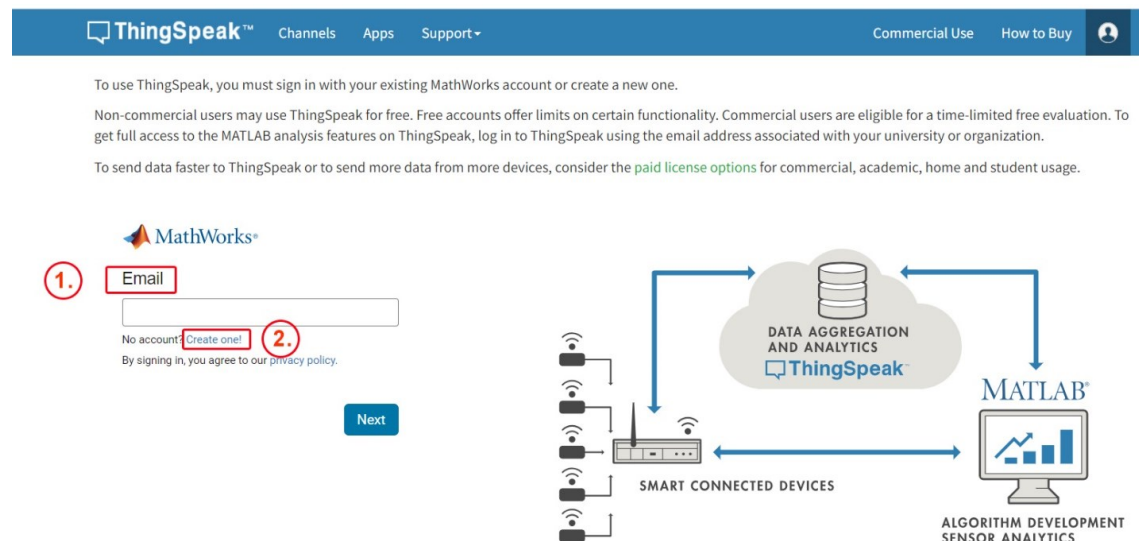 ThingSpeak™ Channels Apps Support Commercial Use How to Buy
To use ThingSpeak, you must sign in with your existing MathWorks account or create a new one.
Non-commercial users may use ThingSpeak for free. Free accounts offer limits on certain functionality. Commercial users are eligible for a time-limited free evaluation. To
get full access to the MATLAB analysis features on ThingSpeak, log in to ThingSpeak using the email address associated with your university or organization.
To send data faster to ThingSpeak or to send more data from more devices, consider the paid license options for commercial, academic, home and student usage.
MathWorks®
1. Email
No account? Create one! 2.
By signing in, you agree to our privacy policy.
Next
DATA AGGREGATION
AND ANALYTICS
ThingSpeak™
MATLAB®
SMART CONNECTED DEVICES
ALGORITHM DEVELOPMENT
SENSOR ANALYTICS